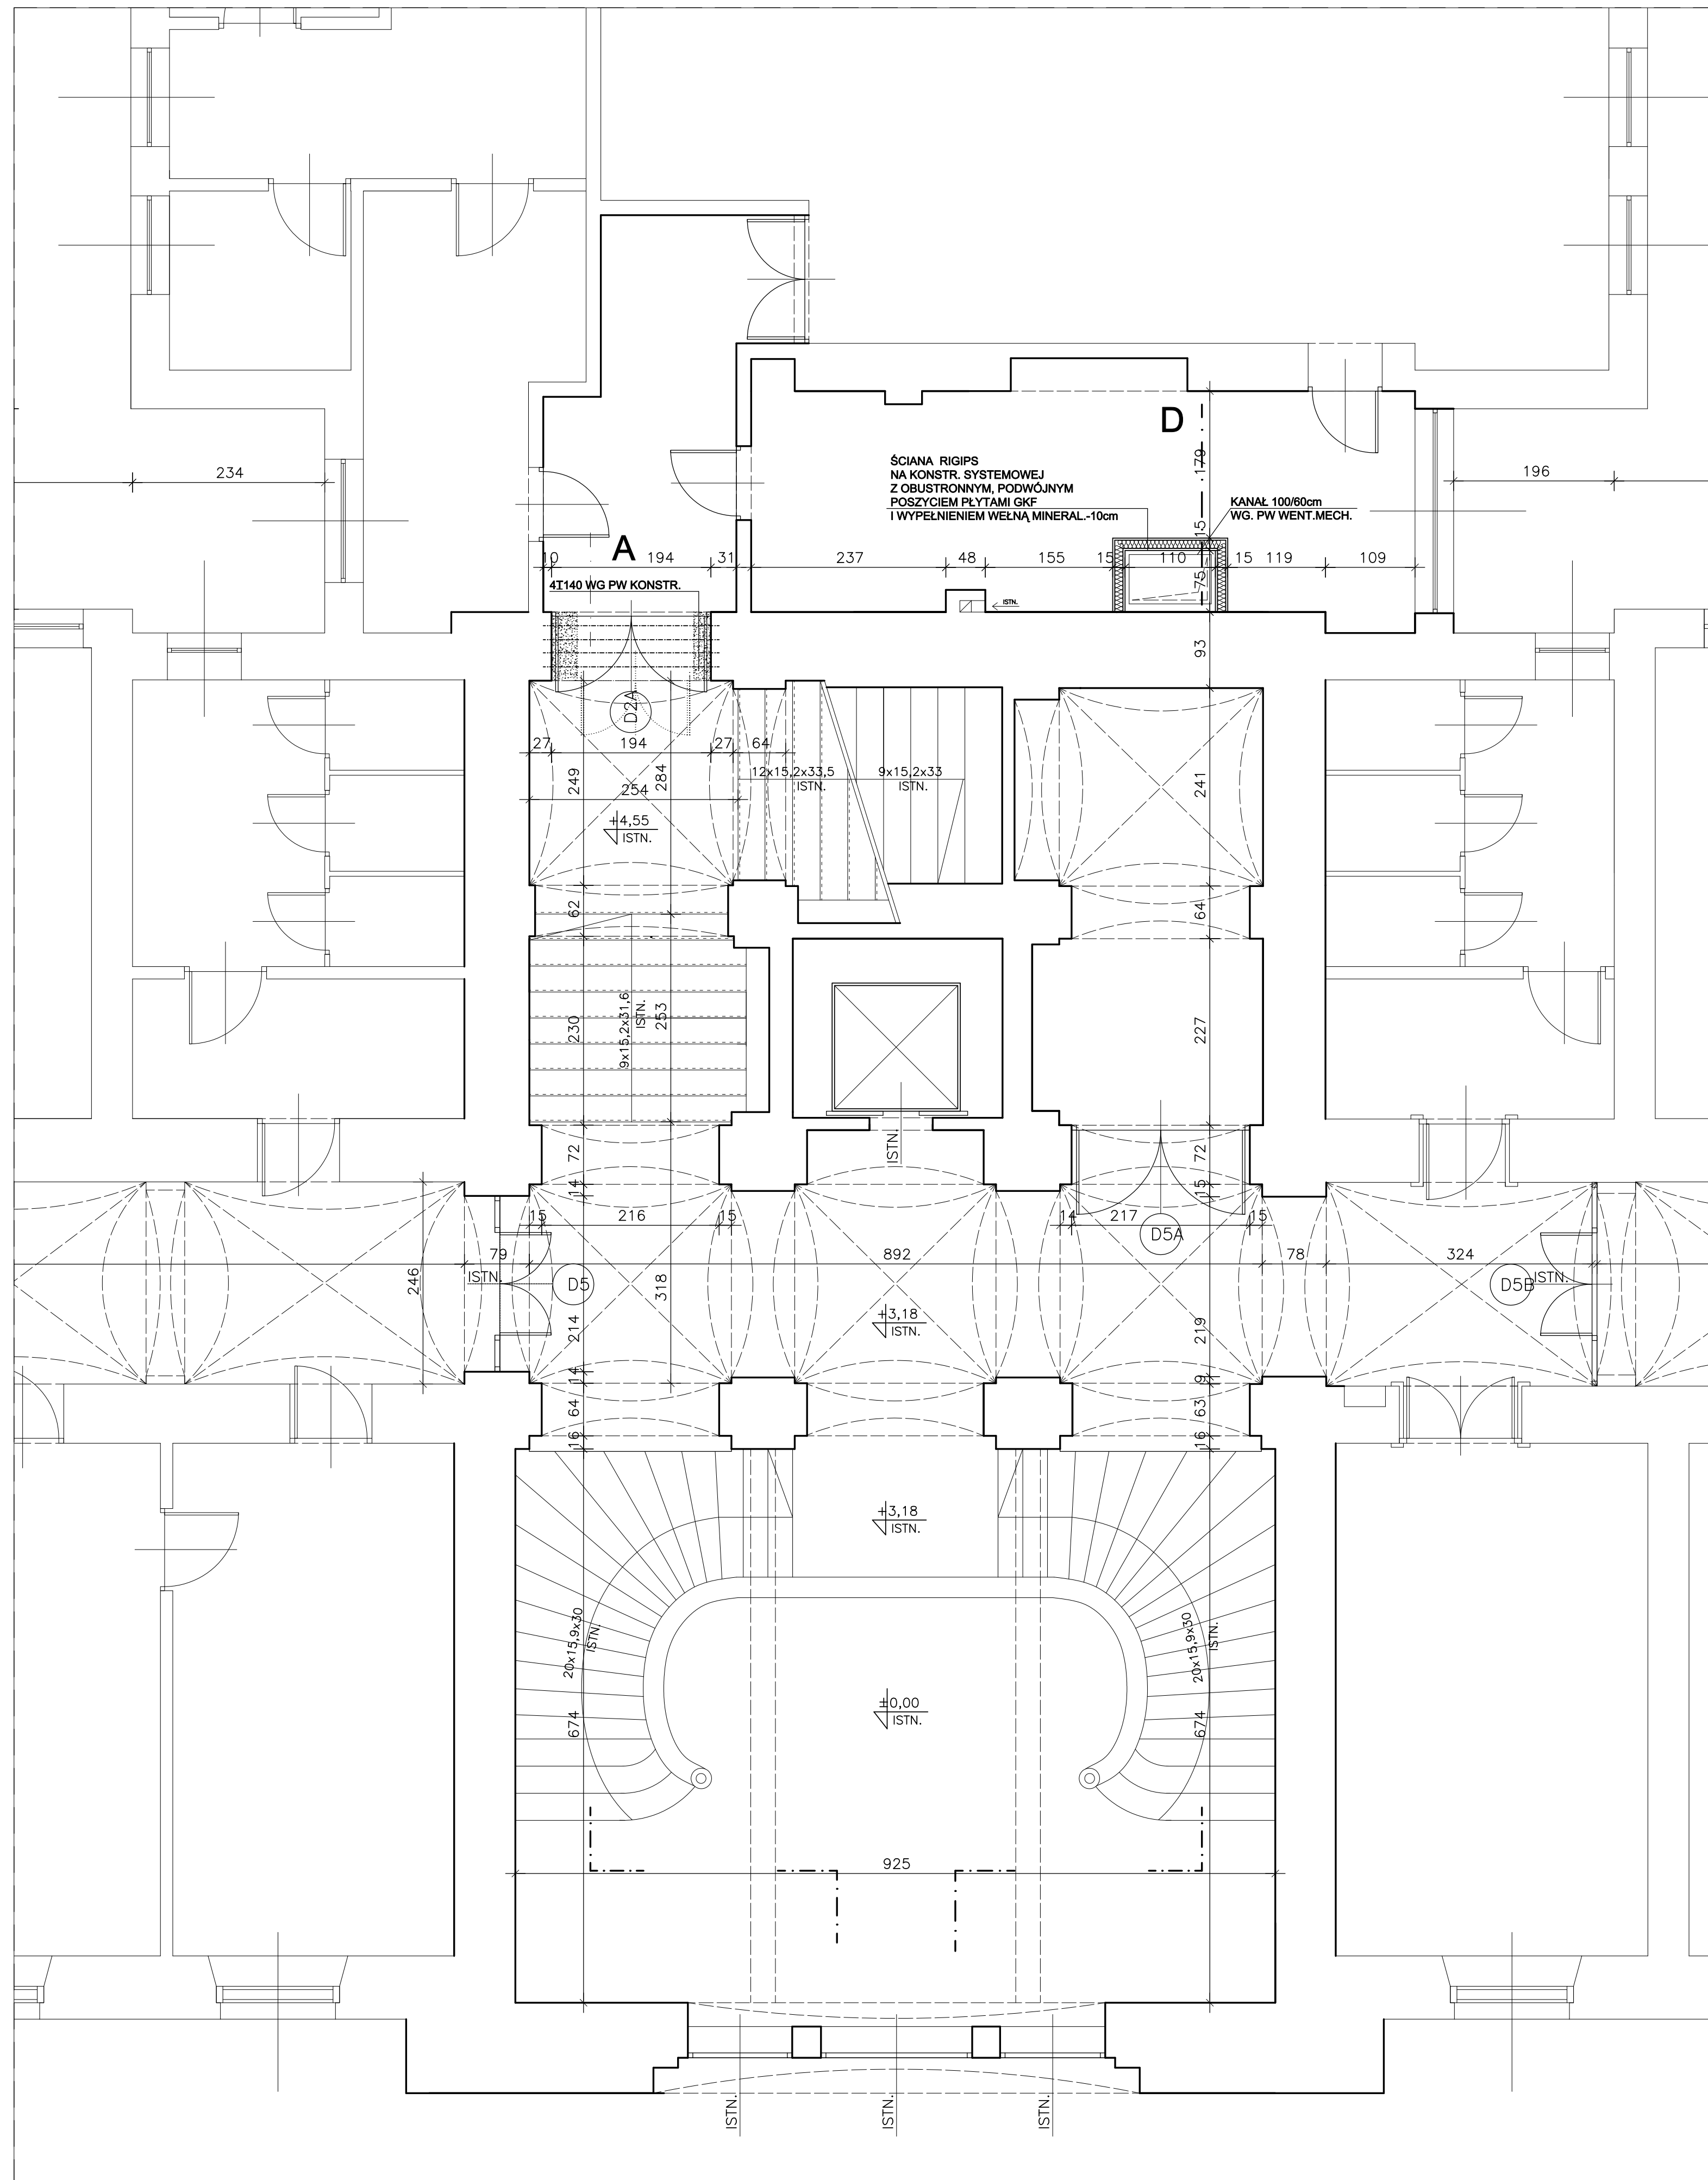 234
D
179
ŚCIANA RIGIPS
NA KONSTR. SYSTEMOWEJ
Z OBUSTRONNYM, PODWÓJNYM
POSZYCIEM PŁYTAMI GKF
I WYPEŁNIENIEM WEŁNĄ MINERAL.-10cm
KANAŁ 100/60cm
WG. PW WENT.MECH.
196
15
A
10
194
31
237
48
155
15
110
15
119
109
75
4I140 WG PW KONSTR.
ISTN.
93
D2A
27
194
27
64
249
284
254
12x15,2x33,5
ISTN.
9x15,2x33
ISTN.
241
+4,55
ISTN.
62
64
230
9x15,2x31,6
ISTN.
253
227
ISTN.
72
72
14
15
15
216
15
14
217
15
D5A
79
892
78
324
246
ISTN.
D5
318
D5B
ISTN.
214
+3,18
ISTN.
219
14
9
64
63
16
16
+3,18
ISTN.
20x15,9x30
ISTN.
20x15,9x30
ISTN.
674
±0,00
ISTN.
674
925
ISTN.
ISTN.
ISTN.